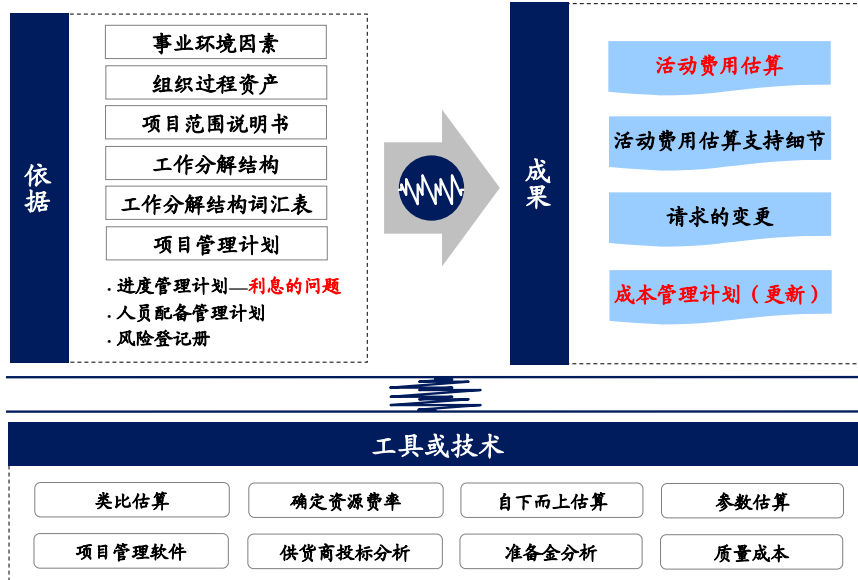 依据
事业环境因素
组织过程资产
项目范围说明书
工作分解结构
工作分解结构词汇表
项目管理计划
· 进度管理计划—利息的问题
· 人员配备管理计划
· 风险登记册
成果
活动费用估算
活动费用估算支持细节
请求的变更
成本管理计划（更新）
工具或技术
类比估算
确定资源费率
自下而上估算
参数估算
项目管理软件
供货商投标分析
准备金分析
质量成本